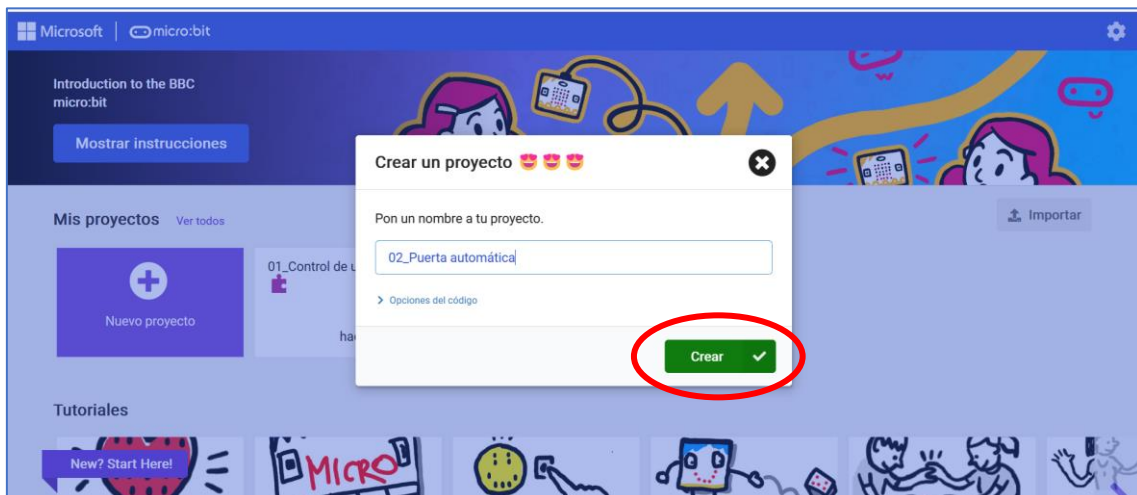 Microsoft | micro:bit
Introduction to the BBC
micro:bit
Mostrar instrucciones
Crear un proyecto 😍 😍 😍
Pon un nombre a tu proyecto.
02_Puerta automática
Opciones del código
Crear
Mis proyectos Ver todos
Importar
Nuevo proyecto
01_Control de u
ha
Tutoriales
New? Start Here!
MICRO